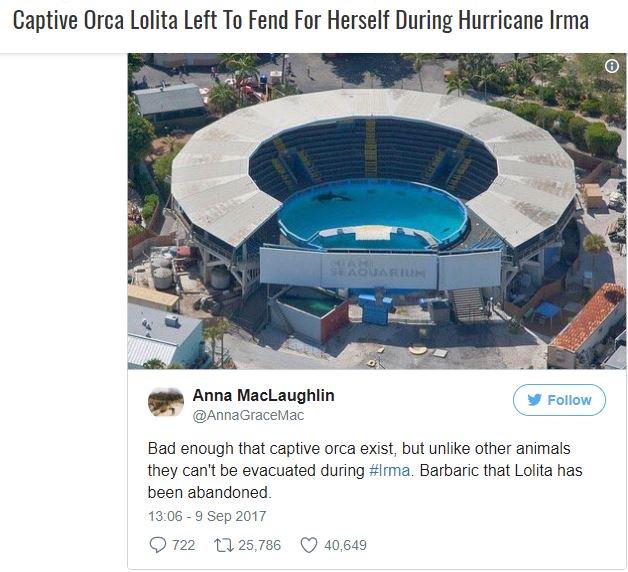 Captive Orca Lolita Left To Fend For Herself During Hurricane Irma
MIAMI
SEAQUARIUM
Anna MacLaughlin
@AnnaGraceMac
Follow
Bad enough that captive orca exist, but unlike other animals
they can't be evacuated during #Irma. Barbaric that Lolita has
been abandoned.
13:06 - 9 Sep 2017
722 25,786 40,649